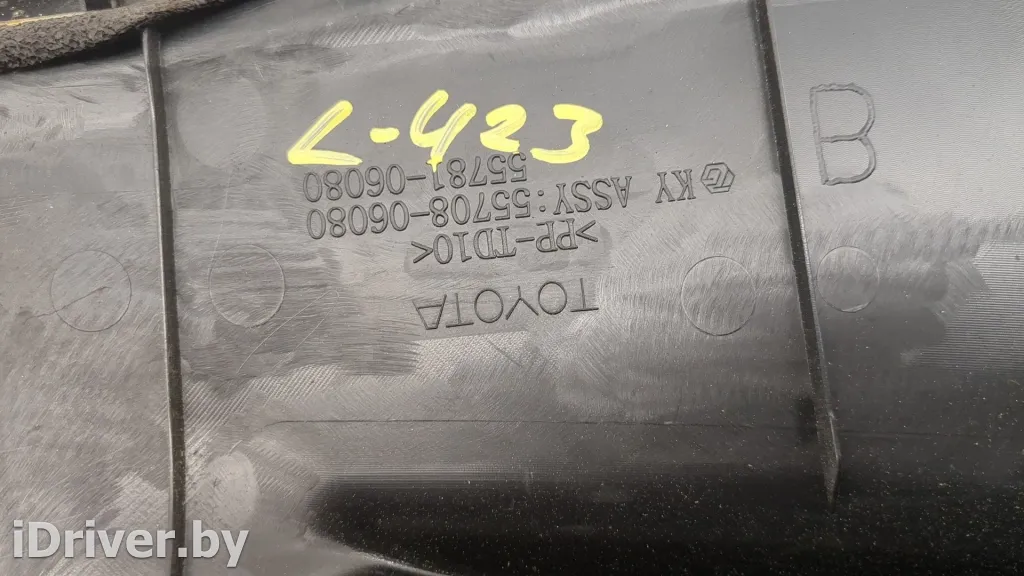 L-423
TOYOTA
>PP-TD10<
KY ASSY:55708-06080
55781-06080
B
iDriver.by